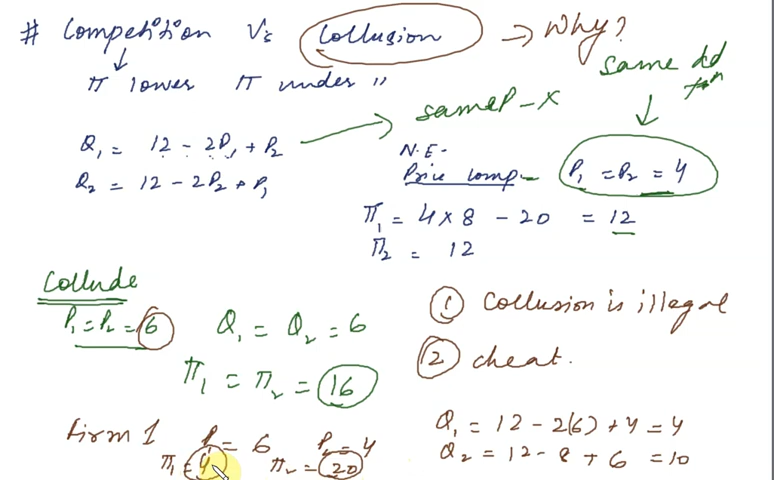 # Competition Vs Collusion → Why?
π lower π under "
same dd
same P - X
Q₁ = 12 - 2P₁ + P₂
Q₂ = 12 - 2P₂ + P₁
N.E-
Price comp- P₁ = P₂ = 4
π₁ = 4 × 8 - 20 = 12
π₂ = 12
Collude
P₁ = P₂ = 6 Q₁ = Q₂ = 6
π₁ = π₂ = 16
① Collusion is illegal
② cheat.
Firm 1 P₁ = 6 P₂ = 4
π₁ = 4 π₂ = 20
Q₁ = 12 - 2(6) + 4 = 4
Q₂ = 12 - 8 + 6 = 10